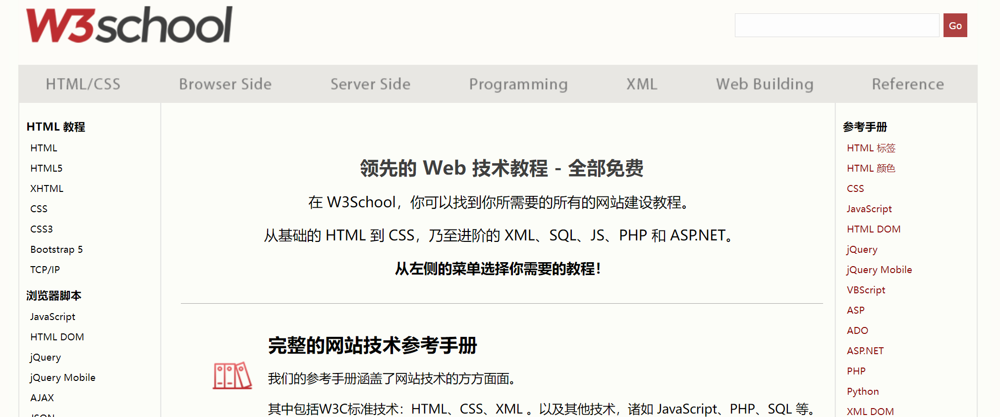 W3school
Go
HTML/CSS
Browser Side
Server Side
Programming
XML
Web Building
Reference
HTML 教程
HTML
HTML5
XHTML
CSS
CSS3
Bootstrap 5
TCP/IP
浏览器脚本
JavaScript
HTML DOM
jQuery
jQuery Mobile
AJAX
领先的 Web 技术教程 - 全部免费
在 W3School，你可以找到你所需要的所有的网站建设教程。
从基础的 HTML 到 CSS，乃至进阶的 XML、SQL、JS、PHP 和 ASP.NET。
从左侧的菜单选择你需要的教程！
完整的网站技术参考手册
我们的参考手册涵盖了网站技术的方方面面。
其中包括W3C标准技术：HTML、CSS、XML 。以及其他技术，诸如 JavaScript、PHP、SQL 等。
参考手册
HTML 标签
HTML 颜色
CSS
JavaScript
HTML DOM
jQuery
jQuery Mobile
VBScript
ASP
ADO
ASP.NET
PHP
Python
XML DOM